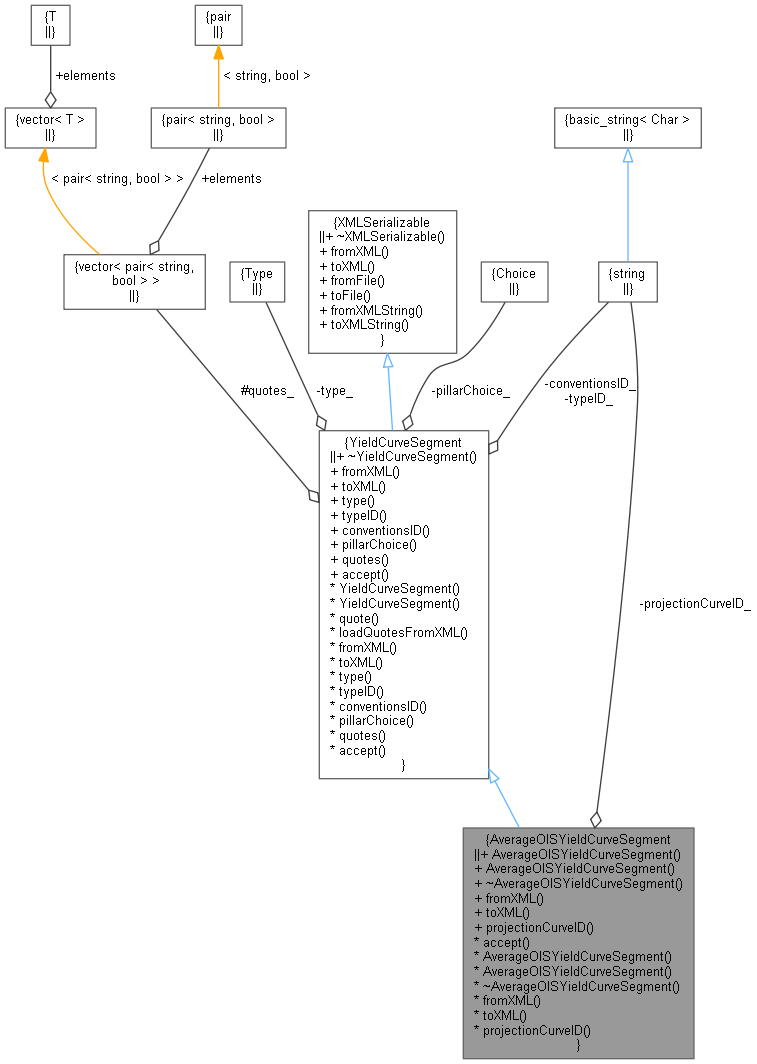 {T
||}
{pair
||}
+elements
< string, bool >
{vector< T >
||}
{pair< string, bool >
||}
{basic_string< Char >
||}
< pair< string, bool > >
+elements
{XMLSerializable
||+ ~XMLSerializable()
+ fromXML()
+ toXML()
+ fromFile()
+ toFile()
+ fromXMLString()
+ toXMLString()
}
{vector< pair< string,
bool > >
||}
{Type
||}
{Choice
||}
{string
||}
#quotes_
-type_
-pillarChoice_
-conventionsID_
-typeID_
{YieldCurveSegment
||+ ~YieldCurveSegment()
+ fromXML()
+ toXML()
+ type()
+ typeID()
+ conventionsID()
+ pillarChoice()
+ quotes()
+ accept()
* YieldCurveSegment()
* YieldCurveSegment()
* quote()
* loadQuotesFromXML()
* fromXML()
* toXML()
* type()
* typeID()
* conventionsID()
* pillarChoice()
* quotes()
* accept()
}
-projectionCurveID_
{AverageOISYieldCurveSegment
||+ AverageOISYieldCurveSegment()
+ AverageOISYieldCurveSegment()
+ ~AverageOISYieldCurveSegment()
+ fromXML()
+ toXML()
+ projectionCurveID()
* accept()
* AverageOISYieldCurveSegment()
* AverageOISYieldCurveSegment()
* ~AverageOISYieldCurveSegment()
* fromXML()
* toXML()
* projectionCurveID()
}